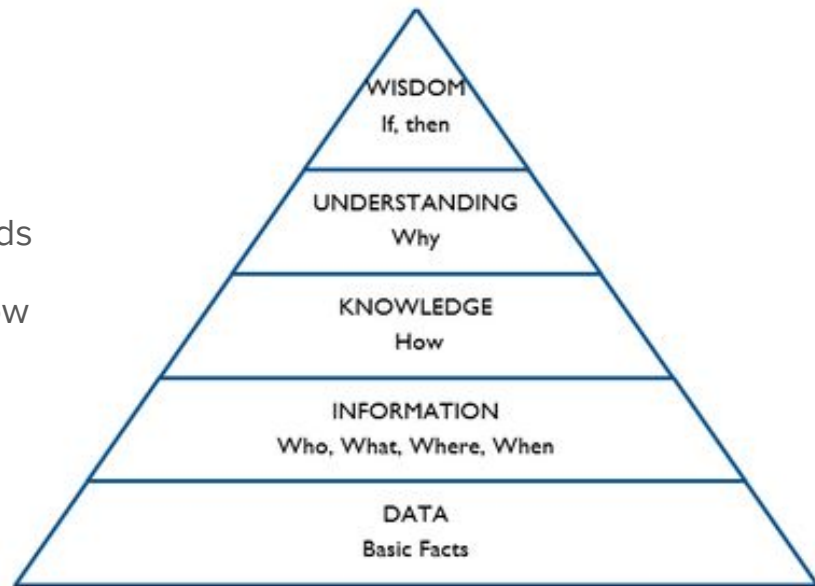 WISDOM
If, then
UNDERSTANDING
Why
KNOWLEDGE
How
INFORMATION
Who, What, Where, When
DATA
Basic Facts